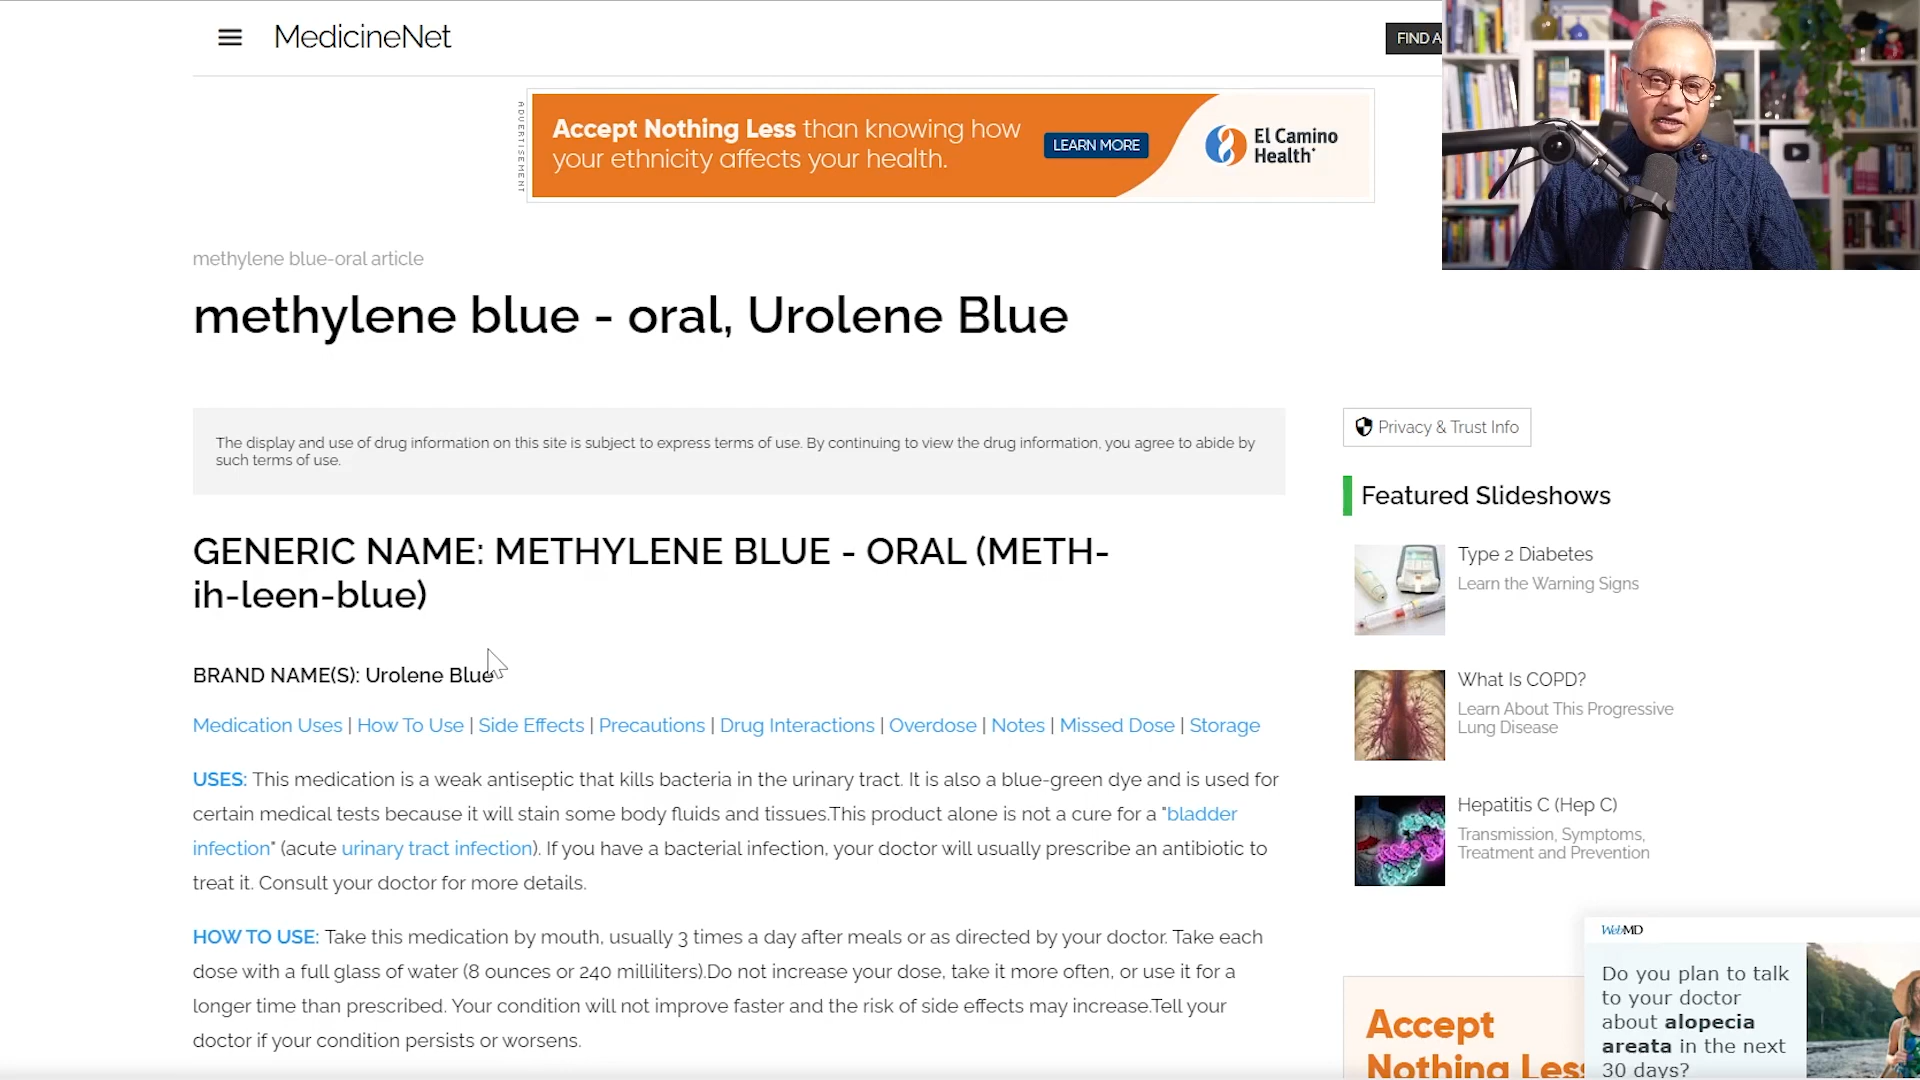 MedicineNet
FIND A
ADVERTISEMENT
Accept Nothing Less than knowing how
your ethnicity affects your health.
LEARN MORE
El Camino
Health
methylene blue-oral article
methylene blue - oral, Urolene Blue
The display and use of drug information on this site is subject to express terms of use. By continuing to view the drug information, you agree to abide by
such terms of use.
GENERIC NAME: METHYLENE BLUE - ORAL (METH-
ih-leen-blue)
BRAND NAME(S): Urolene Blue
Medication Uses | How To Use | Side Effects | Precautions | Drug Interactions | Overdose | Notes | Missed Dose | Storage
USES: This medication is a weak antiseptic that kills bacteria in the urinary tract. It is also a blue-green dye and is used for
certain medical tests because it will stain some body fluids and tissues.This product alone is not a cure for a "bladder
infection" (acute urinary tract infection). If you have a bacterial infection, your doctor will usually prescribe an antibiotic to
treat it. Consult your doctor for more details.
HOW TO USE: Take this medication by mouth, usually 3 times a day after meals or as directed by your doctor. Take each
dose with a full glass of water (8 ounces or 240 milliliters).Do not increase your dose, take it more often, or use it for a
longer time than prescribed. Your condition will not improve faster and the risk of side effects may increase.Tell your
doctor if your condition persists or worsens.
Privacy & Trust Info
Featured Slideshows
Type 2 Diabetes
Learn the Warning Signs
What Is COPD?
Learn About This Progressive
Lung Disease
Hepatitis C (Hep C)
Transmission, Symptoms,
Treatment and Prevention
Accept
Nothing Less
WebMD
Do you plan to talk
to your doctor
about alopecia
areata in the next
30 days?